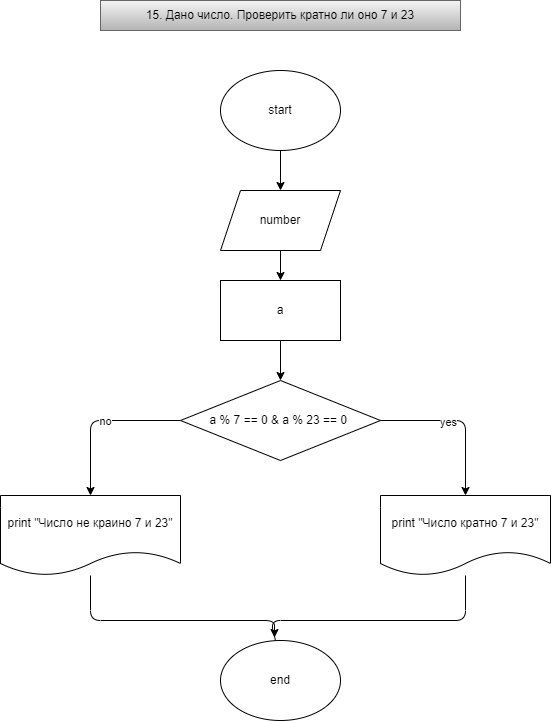 15. Дано число. Проверить кратно ли оно 7 и 23
start
number
a
a % 7 == 0 & a % 23 == 0
no
yes
print "Число не краино 7 и 23"
print "Число кратно 7 и 23"
end